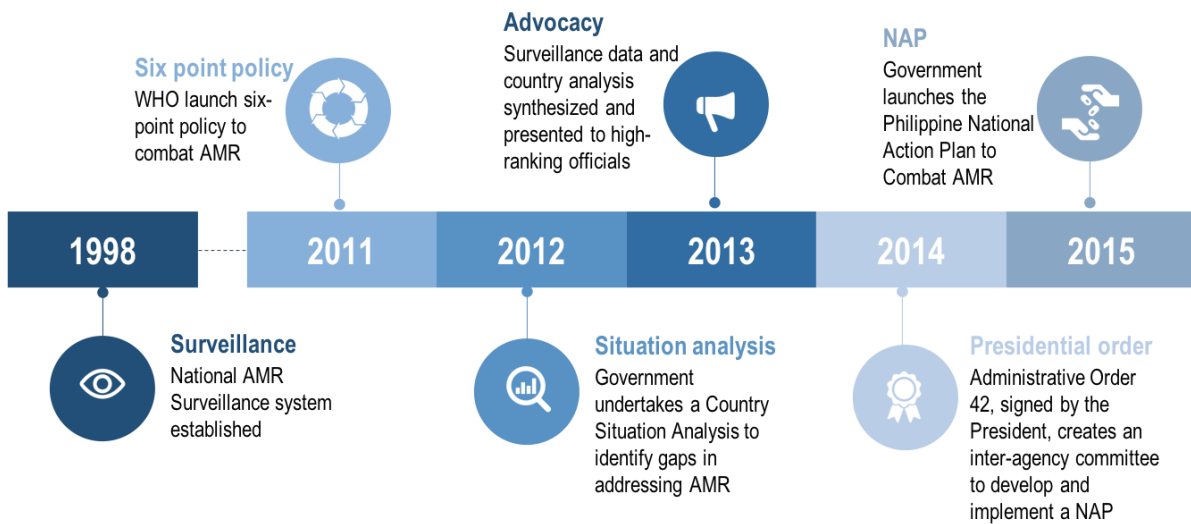 Six point policy
WHO launch six-
point policy to
combat AMR
Advocacy
Surveillance data and
country analysis
synthesized and
presented to high-
ranking officials
NAP
Government
launches the
Philippine National
Action Plan to
Combat AMR
1998
2011
2012
2013
2014
2015
Surveillance
National AMR
Surveillance system
established
Situation analysis
Government
undertakes a Country
Situation Analysis to
identify gaps in
addressing AMR
Presidential order
Administrative Order
42, signed by the
President, creates an
inter-agency committee
to develop and
implement a NAP